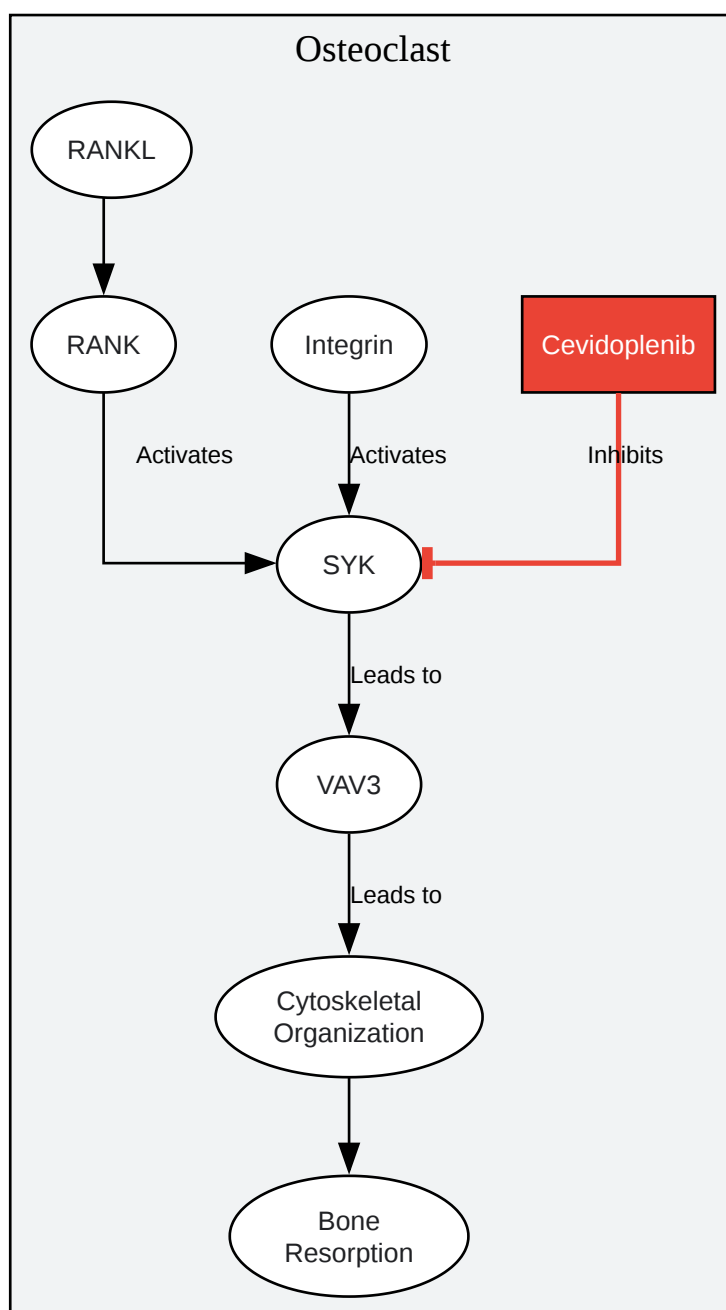 Osteoclast
RANKL
RANK
Integrin
Cevidoplenib
Activates
Activates
Inhibits
SYK
Leads to
VAV3
Leads to
Cytoskeletal
Organization
Bone
Resorption